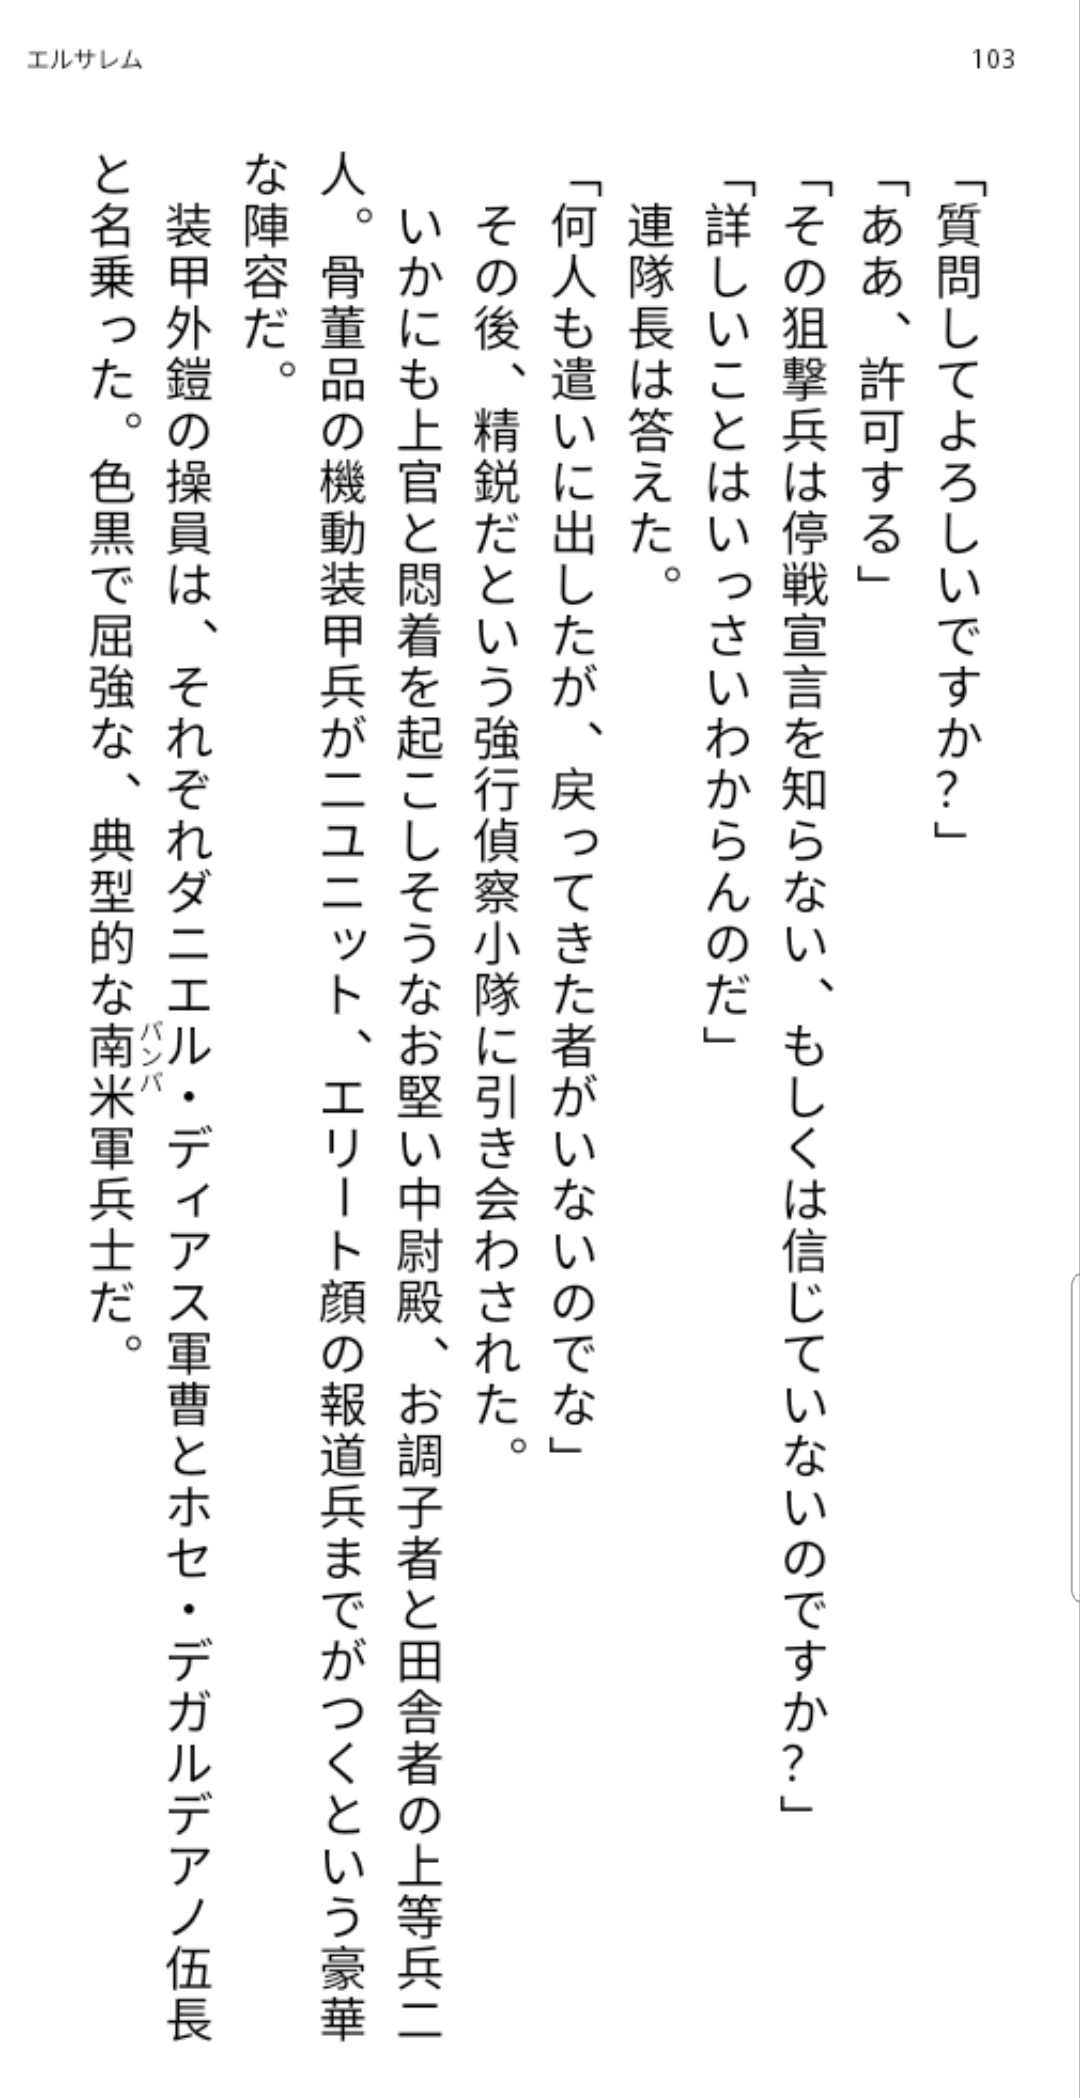 エルサレム
103
「質問してよろしいですか？」
「ああ、許可する」
「その狙撃兵は停戦宣言を知らない、もしくは信じていないのですか？」
「詳しいことはいっさいわからんのだ」
連隊長は答えた。
「何人も遣いに出したが、戻ってきた者がいないのでな」
その後、精鋭だという強行偵察小隊に引き会わされた。
いかにも上官と悶着を起こしそうなお堅い中尉殿、お調子者と田舎者の上等兵二
人。骨董品の機動装甲兵が二ユニット、エリート顔の報道兵までがつくという豪華
な陣容だ。
装甲外鎧の操員は、それぞれダニエル・ディアス軍曹とホセ・デガルデアノ伍長
と名乗った。色黒で屈強な、典型的な南米軍兵士だ。
パンパ